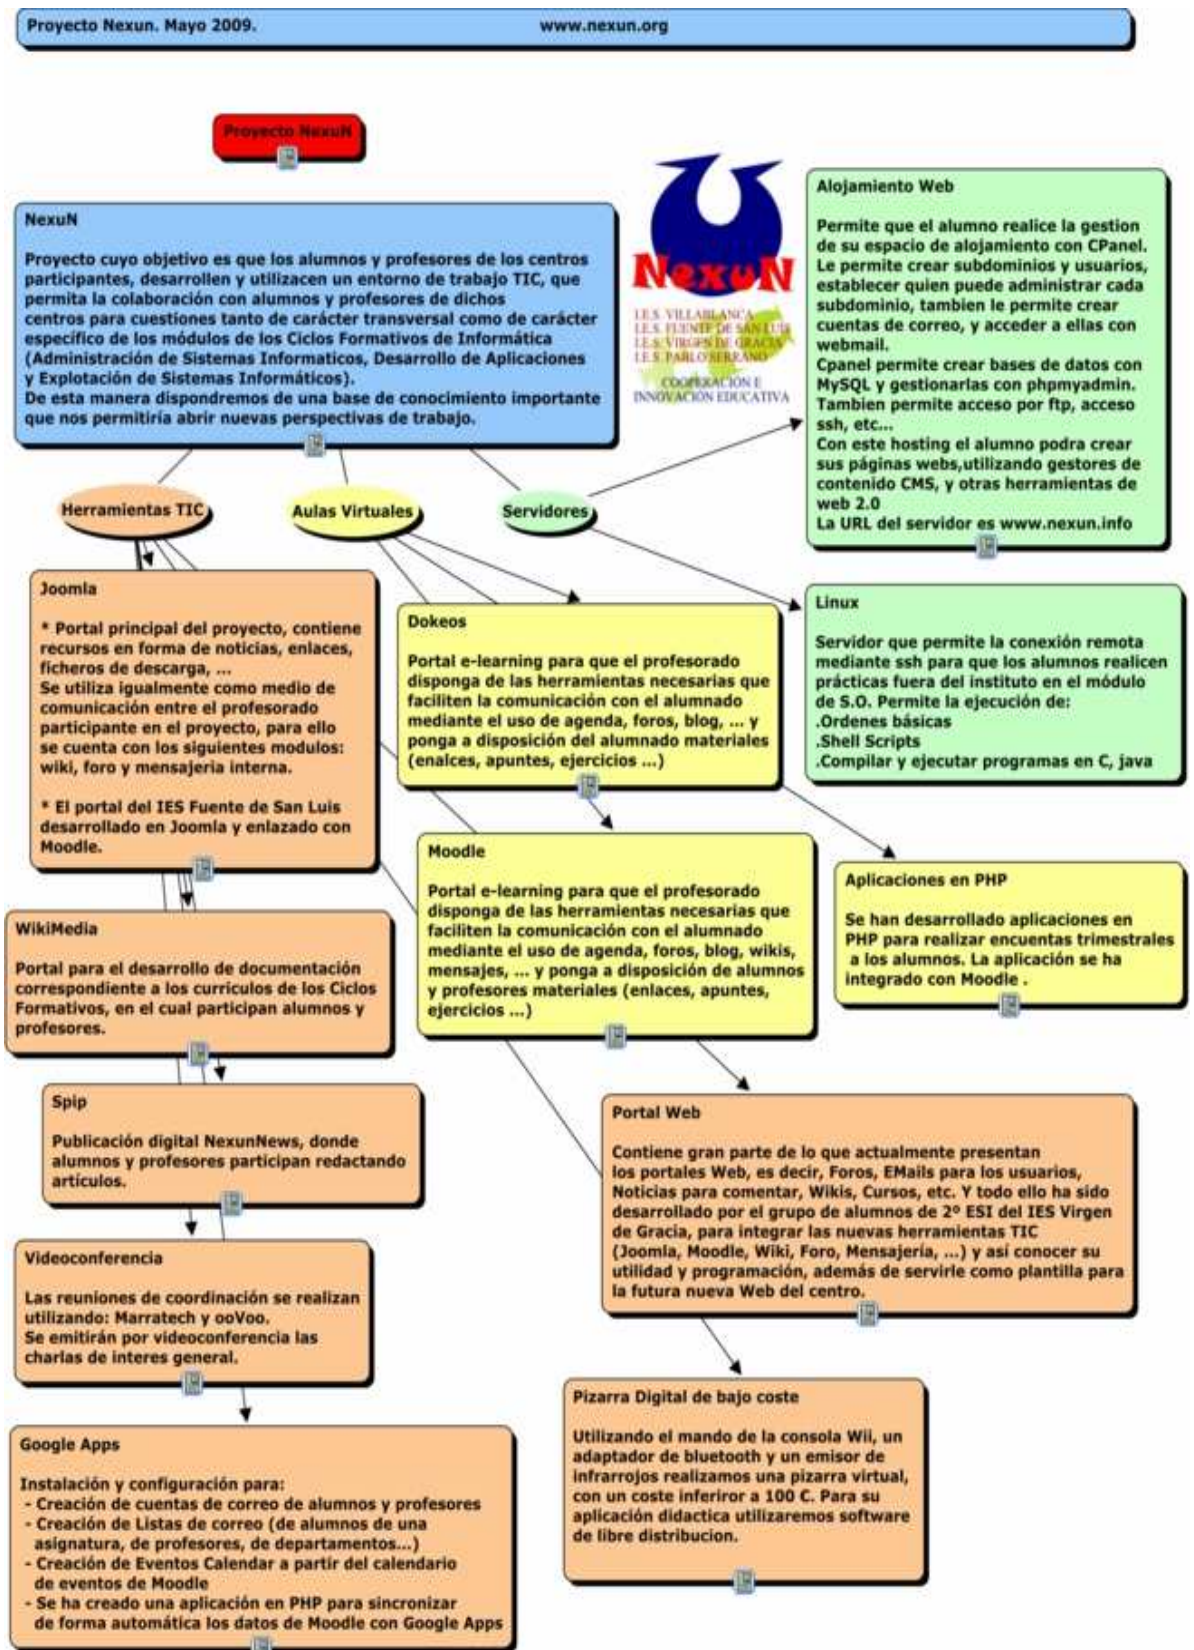 Proyecto Nexun. Mayo 2009.
www.nexun.org
Proyecto NexuN
NexuN
Proyecto cuyo objetivo es que los alumnos y profesores de los centros
participantes, desarrollen y utilizacen un entorno de trabajo TIC, que
permita la colaboración con alumnos y profesores de dichos
centros para cuestiones tanto de carácter transversal como de carácter
específico de los módulos de los Ciclos Formativos de Informática
(Administración de Sistemas Informaticos, Desarrollo de Aplicaciones
y Explotación de Sistemas Informáticos).
De esta manera dispondremos de una base de conocimiento importante
que nos permitiría abrir nuevas perspectivas de trabajo.
NexuN
I.E.S. VILLABLANCA
I.E.S. FUENTE DE SAN LUIS
I.E.S. VIRGEN DE GRACIA
I.E.S. PABLO SERRANO
COOPERACIÓN E
INNOVACIÓN EDUCATIVA
Alojamiento Web
Permite que el alumno realice la gestion
de su espacio de alojamiento con CPanel.
Le permite crear subdominios y usuarios,
establecer quien puede administrar cada
subdominio, tambien le permite crear
cuentas de correo, y acceder a ellas con
webmail.
Cpanel permite crear bases de datos con
MySQL y gestionarlas con phpmyadmin.
Tambien permite acceso por ftp, acceso
ssh, etc...
Con este hosting el alumno podra crear
sus páginas webs,utilizando gestores de
contenido CMS, y otras herramientas de
web 2.0
La URL del servidor es www.nexun.info
Herramientas TIC
Aulas Virtuales
Servidores
Joomla
* Portal principal del proyecto, contiene
recursos en forma de noticias, enlaces,
ficheros de descarga, ...
Se utiliza igualmente como medio de
comunicación entre el profesorado
participante en el proyecto, para ello
se cuenta con los siguientes modulos:
wiki, foro y mensajeria interna.
* El portal del IES Fuente de San Luis
desarrollado en Joomla y enlazado con
Moodle.
Dokeos
Portal e-learning para que el profesorado
disponga de las herramientas necesarias que
faciliten la comunicación con el alumnado
mediante el uso de agenda, foros, blog, ... y
ponga a disposición del alumnado materiales
(enalces, apuntes, ejercicios ...)
Linux
Servidor que permite la conexión remota
mediante ssh para que los alumnos realicen
prácticas fuera del instituto en el módulo
de S.O. Permite la ejecución de:
.Ordenes básicas
.Shell Scripts
.Compilar y ejecutar programas en C, java
Moodle
Portal e-learning para que el profesorado
disponga de las herramientas necesarias que
faciliten la comunicación con el alumnado
mediante el uso de agenda, foros, blog, wikis,
mensajes, ... y ponga a disposición de alumnos
y profesores materiales (enlaces, apuntes,
ejercicios ...)
Aplicaciones en PHP
Se han desarrollado aplicaciones en
PHP para realizar encuentas trimestrales
a los alumnos. La aplicación se ha
integrado con Moodle .
WikiMedia
Portal para el desarrollo de documentación
correspondiente a los currículos de los Ciclos
Formativos, en el cual participan alumnos y
profesores.
Spip
Publicación digital NexunNews, donde
alumnos y profesores participan redactando
artículos.
Portal Web
Contiene gran parte de lo que actualmente presentan
los portales Web, es decir, Foros, EMails para los usuarios,
Noticias para comentar, Wikis, Cursos, etc. Y todo ello ha sido
desarrollado por el grupo de alumnos de 2º ESI del IES Virgen
de Gracia, para integrar las nuevas herramientas TIC
(Joomla, Moodle, Wiki, Foro, Mensajería, ...) y así conocer su
utilidad y programación, además de servirle como plantilla para
la futura nueva Web del centro.
Videoconferencia
Las reuniones de coordinación se realizan
utilizando: Marratech y ooVoo.
Se emitirán por videoconferencia las
charlas de interes general.
Pizarra Digital de bajo coste
Utilizando el mando de la consola Wii, un
adaptador de bluetooth y un emisor de
infrarrojos realizamos una pizarra virtual,
con un coste inferiror a 100 €. Para su
aplicación didactica utilizaremos software
de libre distribucion.
Google Apps
Instalación y configuración para:
- Creación de cuentas de correo de alumnos y profesores
- Creación de Listas de correo (de alumnos de una
asignatura, de profesores, de departamentos...)
- Creación de Eventos Calendar a partir del calendario
de eventos de Moodle
- Se ha creado una aplicación en PHP para sincronizar
de forma automática los datos de Moodle con Google Apps